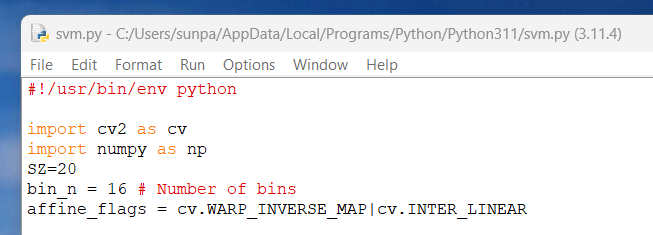 svm.py - C:/Users/sunpa/AppData/Local/Programs/Python/Python311/svm.py (3.11.4)
File Edit Format Run Options Window Help
#!/usr/bin/env python
import cv2 as cv
import numpy as np
SZ=20
bin_n = 16 # Number of bins
affine_flags = cv.WARP_INVERSE_MAP|cv.INTER_LINEAR